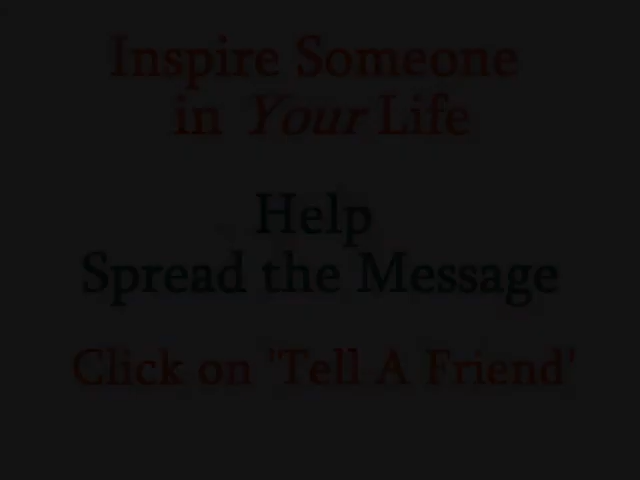 Inspire Someone
in Your Life
Help
Spread the Message
Click on 'Tell A Friend'